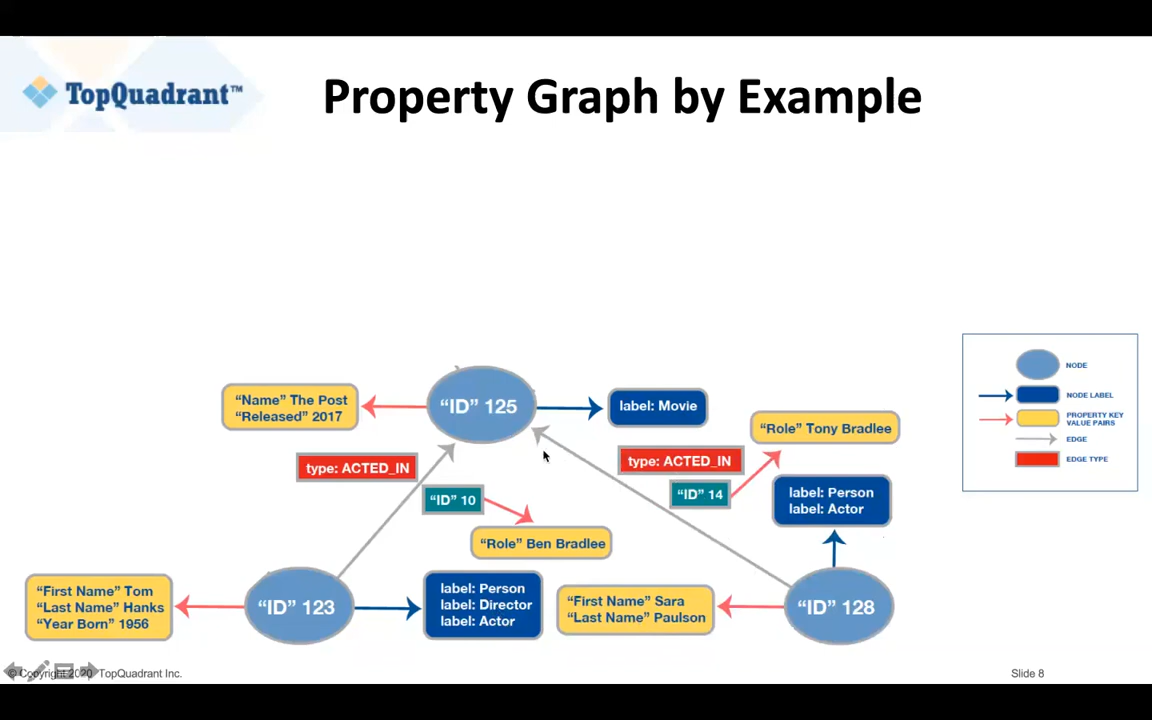 TopQuadrant™
Property Graph by Example
"Name" The Post
"Released" 2017
"ID" 125
label: Movie
type: ACTED_IN
"ID" 10
"Role" Ben Bradlee
type: ACTED_IN
"ID" 14
"Role" Tony Bradlee
label: Person
label: Actor
"First Name" Tom
"Last Name" Hanks
"Year Born" 1956
"ID" 123
label: Person
label: Director
label: Actor
"First Name" Sara
"Last Name" Paulson
"ID" 128
NODE
NODE LABEL
PROPERTY KEY
VALUE PAIRS
EDGE
EDGE TYPE
© Copyright 2020 TopQuadrant Inc.
Slide 8